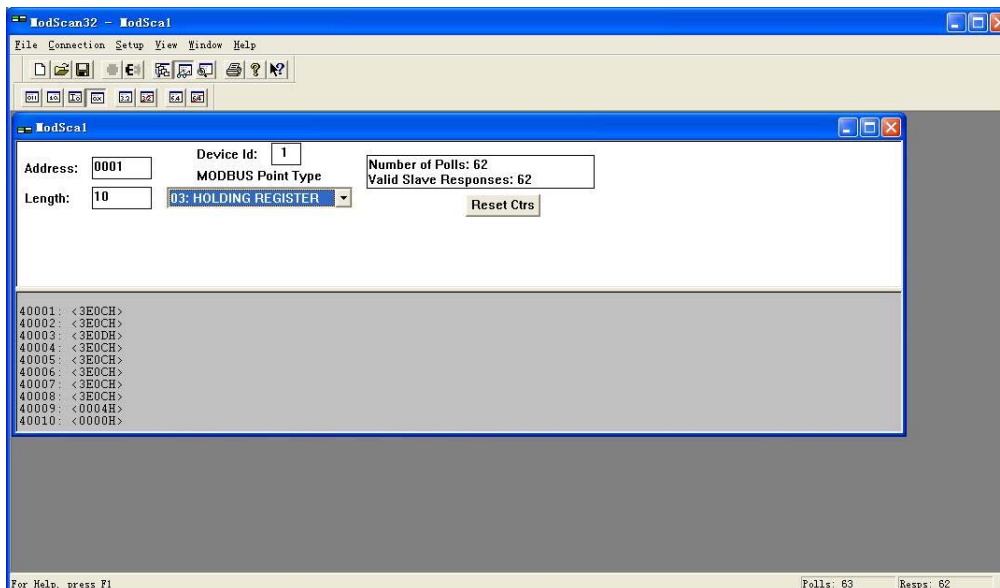 ModScan32 - ModSca1
File Connection Setup View Window Help
ModSca1
Address: 0001
Device Id: 1
MODBUS Point Type
Length: 10
03: HOLDING REGISTER
Number of Polls: 62
Valid Slave Responses: 62
Reset Ctrs
40001: <3E0CH>
40002: <3E0CH>
40003: <3E0DH>
40004: <3E0CH>
40005: <3E0CH>
40006: <3E0CH>
40007: <3E0CH>
40008: <3E0CH>
40009: <0004H>
40010: <0000H>
For Help, press F1
Polls: 63
Resps: 62